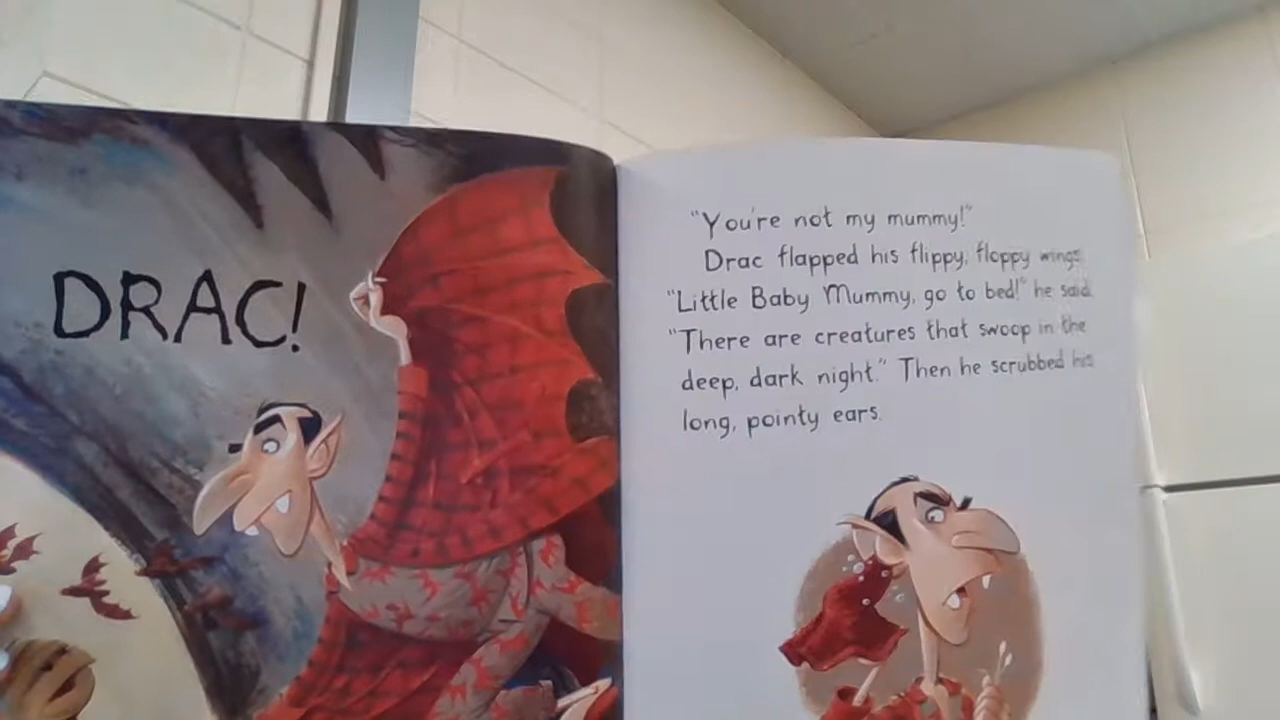 DRAC!
"You're not my mummy!"
Drac flapped his flippy, floppy wings.
"Little Baby Mummy, go to bed!" he said.
"There are creatures that swoop in the
deep, dark night." Then he scrubbed his
long, pointy ears.